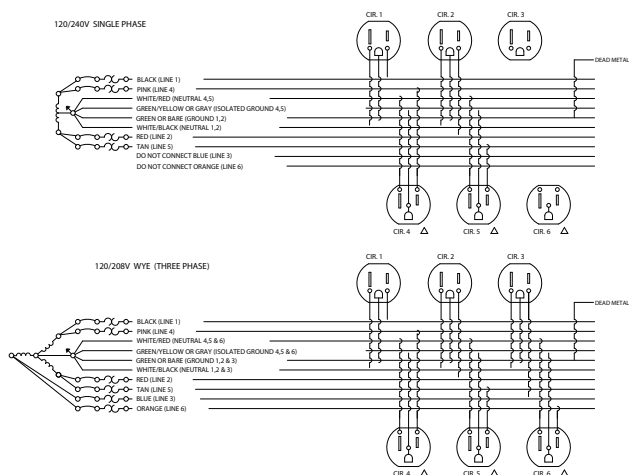 120/240V SINGLE PHASE
CIR. 1 CIR. 2 CIR. 3
DEAD METAL
BLACK (LINE 1)
PINK (LINE 4)
WHITE/RED (NEUTRAL 4,5)
GREEN/YELLOW OR GRAY (ISOLATED GROUND 4,5)
GREEN OR BARE (GROUND 1,2)
WHITE/BLACK (NEUTRAL 1,2)
RED (LINE 2)
TAN (LINE 5)
DO NOT CONNECT BLUE (LINE 3)
DO NOT CONNECT ORANGE (LINE 6)
CIR. 4 CIR. 5 CIR. 6
120/208V WYE (THREE PHASE)
CIR. 1 CIR. 2 CIR. 3
DEAD METAL
BLACK (LINE 1)
PINK (LINE 4)
WHITE/RED (NEUTRAL 4,5 & 6)
GREEN/YELLOW OR GRAY (ISOLATED GROUND 4,5 & 6)
GREEN OR BARE (GROUND 1,2 & 3)
WHITE/BLACK (NEUTRAL 1,2 & 3)
RED (LINE 2)
TAN (LINE 5)
BLUE (LINE 3)
ORANGE (LINE 6)
CIR. 4 CIR. 5 CIR. 6